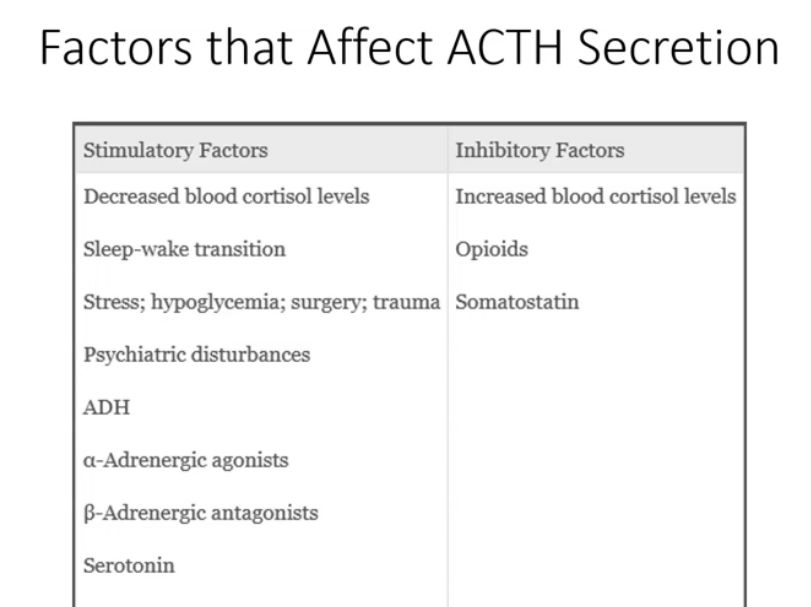 Factors that Affect ACTH Secretion
Stimulatory Factors Inhibitory Factors
Decreased blood cortisol levels Increased blood cortisol levels
Sleep-wake transition Opioids
Stress; hypoglycemia; surgery; trauma Somatostatin
Psychiatric disturbances
ADH
α-Adrenergic agonists
β-Adrenergic antagonists
Serotonin